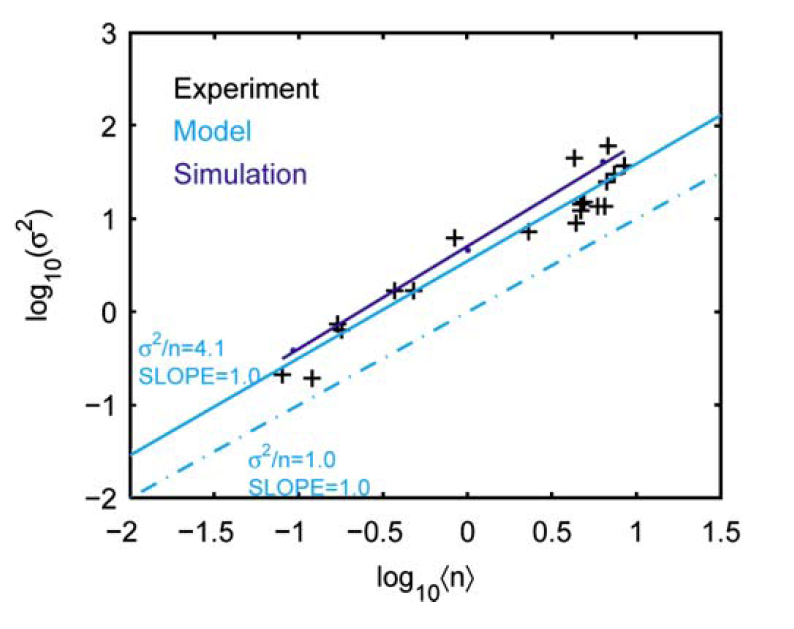 3
2
1
0
−1
−2
log10(σ2)
Experiment
Model
Simulation
σ2/n=4.1
SLOPE=1.0
σ2/n=1.0
SLOPE=1.0
−2 −1.5 −1 −0.5 0 0.5 1 1.5
log10⟨n⟩